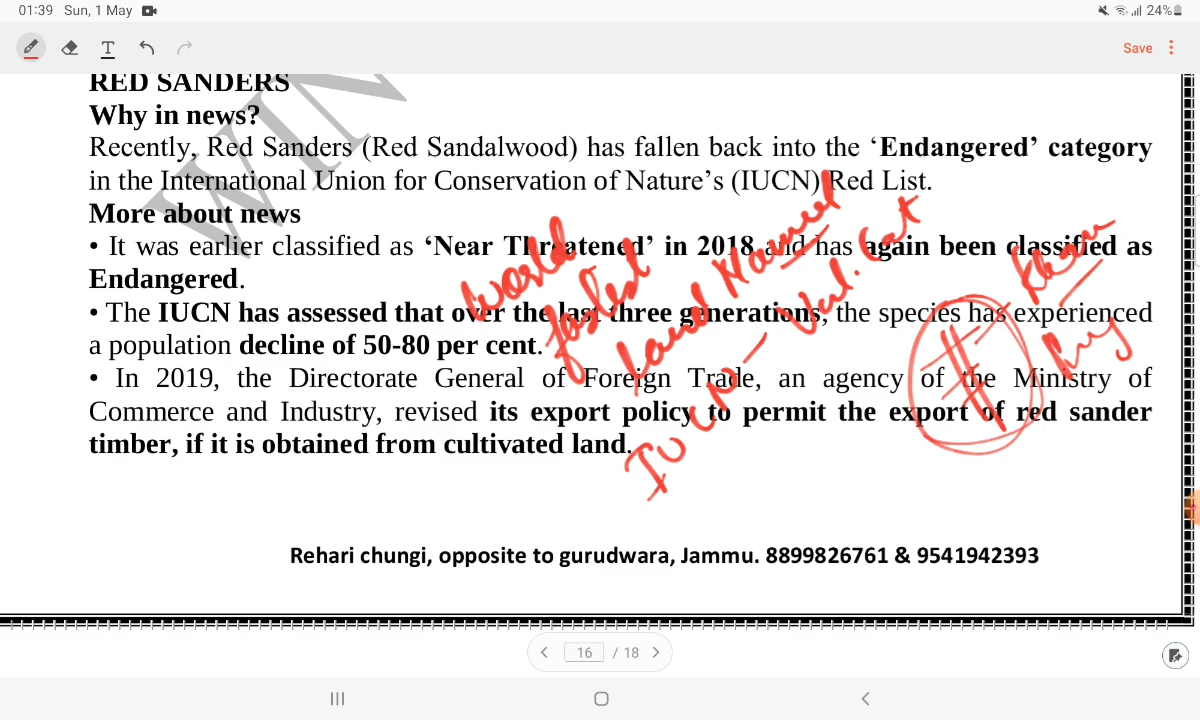 01:39 Sun, 1 May
24%
T
Save
WIN
RED SANDERS
Why in news?
Recently, Red Sanders (Red Sandalwood) has fallen back into the ‘Endangered’ category
in the International Union for Conservation of Nature’s (IUCN) Red List.
More about news
• It was earlier classified as ‘Near Threatened’ in 2018 and has again been classified as
Endangered.
• The IUCN has assessed that over the last three generations, the species has experienced
a population decline of 50-80 per cent.
• In 2019, the Directorate General of Foreign Trade, an agency of the Ministry of
Commerce and Industry, revised its export policy to permit the export of red sander
timber, if it is obtained from cultivated land.
World
fastest
land Mammel
IUCN – Vul. Cat
#
Rehari chungi, opposite to gurudwara, Jammu. 8899826761 & 9541942393
16 / 18